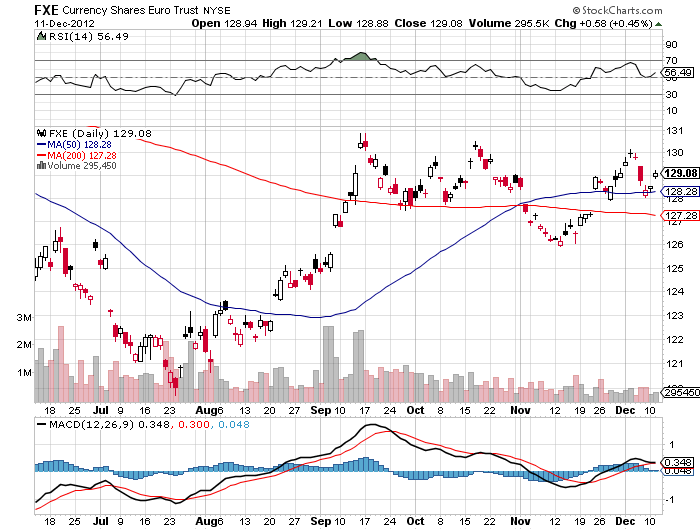 FXE Currency Shares Euro Trust NYSE © StockCharts.com
11-Dec-2012 Open 128.94 High 129.21 Low 128.88 Close 129.08 Volume 295.5K Chg +0.58 (+0.45%)
RSI(14) 56.49
90
70
56.49
30
10
FXE (Daily) 129.08
MA(50) 128.28
MA(200) 127.28
Volume 295,450
131
130
129.08
128.28
128
127.28
126
125
124
123
122
121
3M
2M
1M
295450
18 25 Jul 9 16 23 Aug 6 13 20 27 Sep 10 17 24 Oct 8 15 22 Nov 5 12 19 26 Dec 10
MACD(12,26,9) 0.348, 0.300, 0.048
1
0.348
0.048
-1
18 25 Jul 9 16 23 Aug 6 13 20 27 Sep 10 17 24 Oct 8 15 22 Nov 5 12 19 26 Dec 10